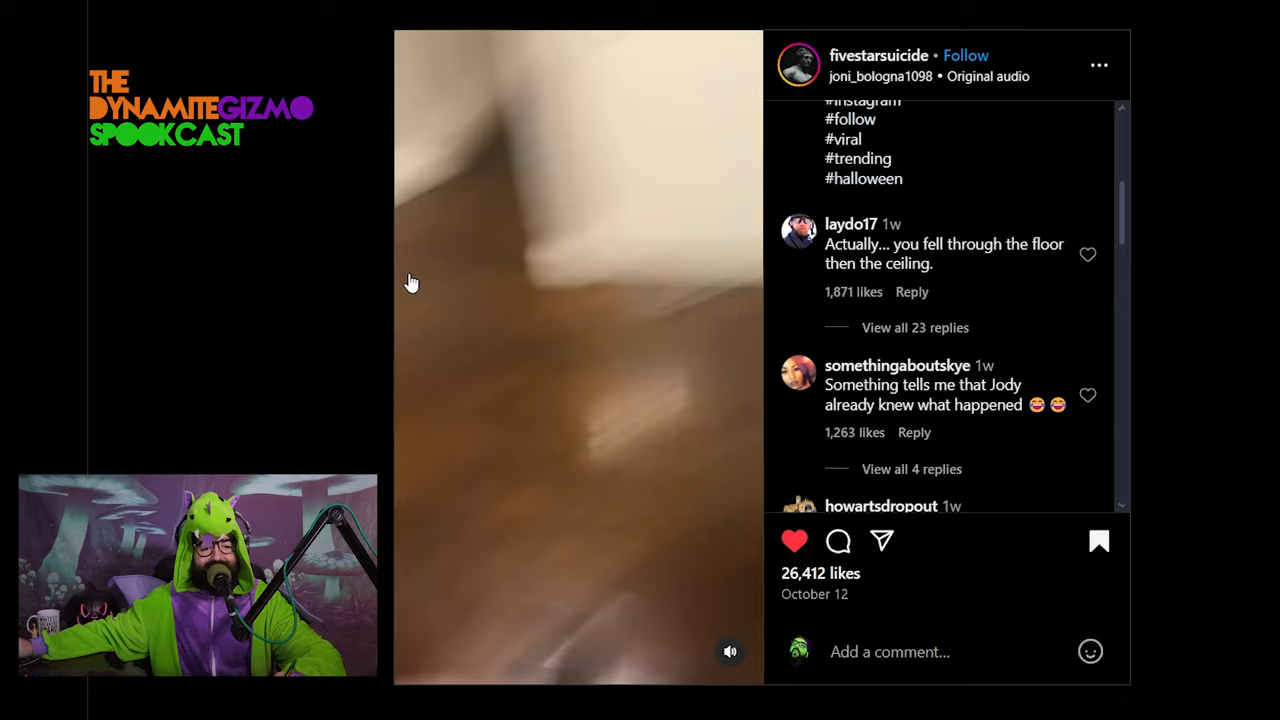 THE
DYNAMITEGIZMO
SPOOKCAST
fivestarsuicide • Follow
joni_bologna1098 • Original audio
#instagram
#follow
#viral
#trending
#halloween
laydo17 1w
Actually... you fell through the floor
then the ceiling.
1,871 likes Reply
View all 23 replies
somethingaboutskye 1w
Something tells me that Jody
already knew what happened 😂 😂
1,263 likes Reply
View all 4 replies
howartsdropout 1w
26,412 likes
October 12
Add a comment...